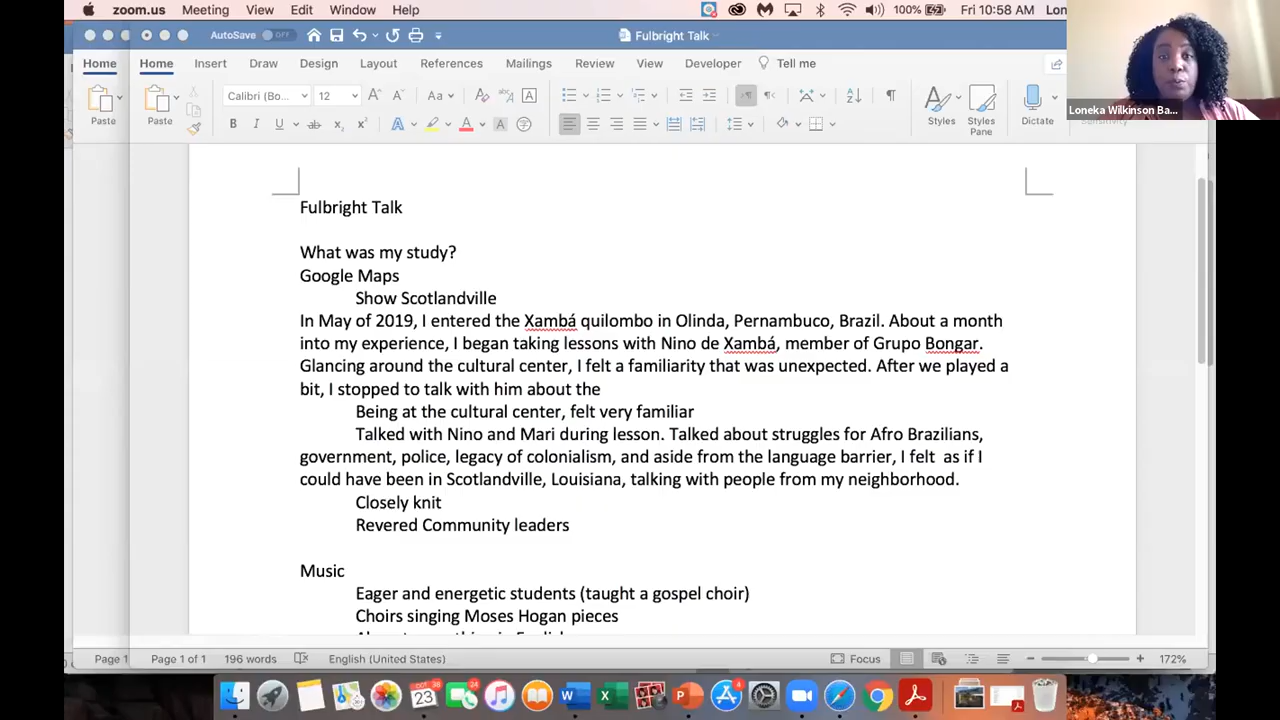 zoom.us Meeting View Edit Window Help 100% Fri 10:58 AM Lon
AutoSave OFF Fulbright Talk
Home Home Insert Draw Design Layout References Mailings Review View Developer Tell me
Paste Paste Calibri (Bo... 12 Styles Styles Pane Dictate Sensitivity
Loneka Wilkinson Ba...
Fulbright Talk
What was my study?
Google Maps
Show Scotlandville
In May of 2019, I entered the Xambá quilombo in Olinda, Pernambuco, Brazil. About a month
into my experience, I began taking lessons with Nino de Xambá, member of Grupo Bongar.
Glancing around the cultural center, I felt a familiarity that was unexpected. After we played a
bit, I stopped to talk with him about the
Being at the cultural center, felt very familiar
Talked with Nino and Mari during lesson. Talked about struggles for Afro Brazilians,
government, police, legacy of colonialism, and aside from the language barrier, I felt as if I
could have been in Scotlandville, Louisiana, talking with people from my neighborhood.
Closely knit
Revered Community leaders
Music
Eager and energetic students (taught a gospel choir)
Choirs singing Moses Hogan pieces
Page 1 Page 1 of 1 196 words English (United States) Focus 172%